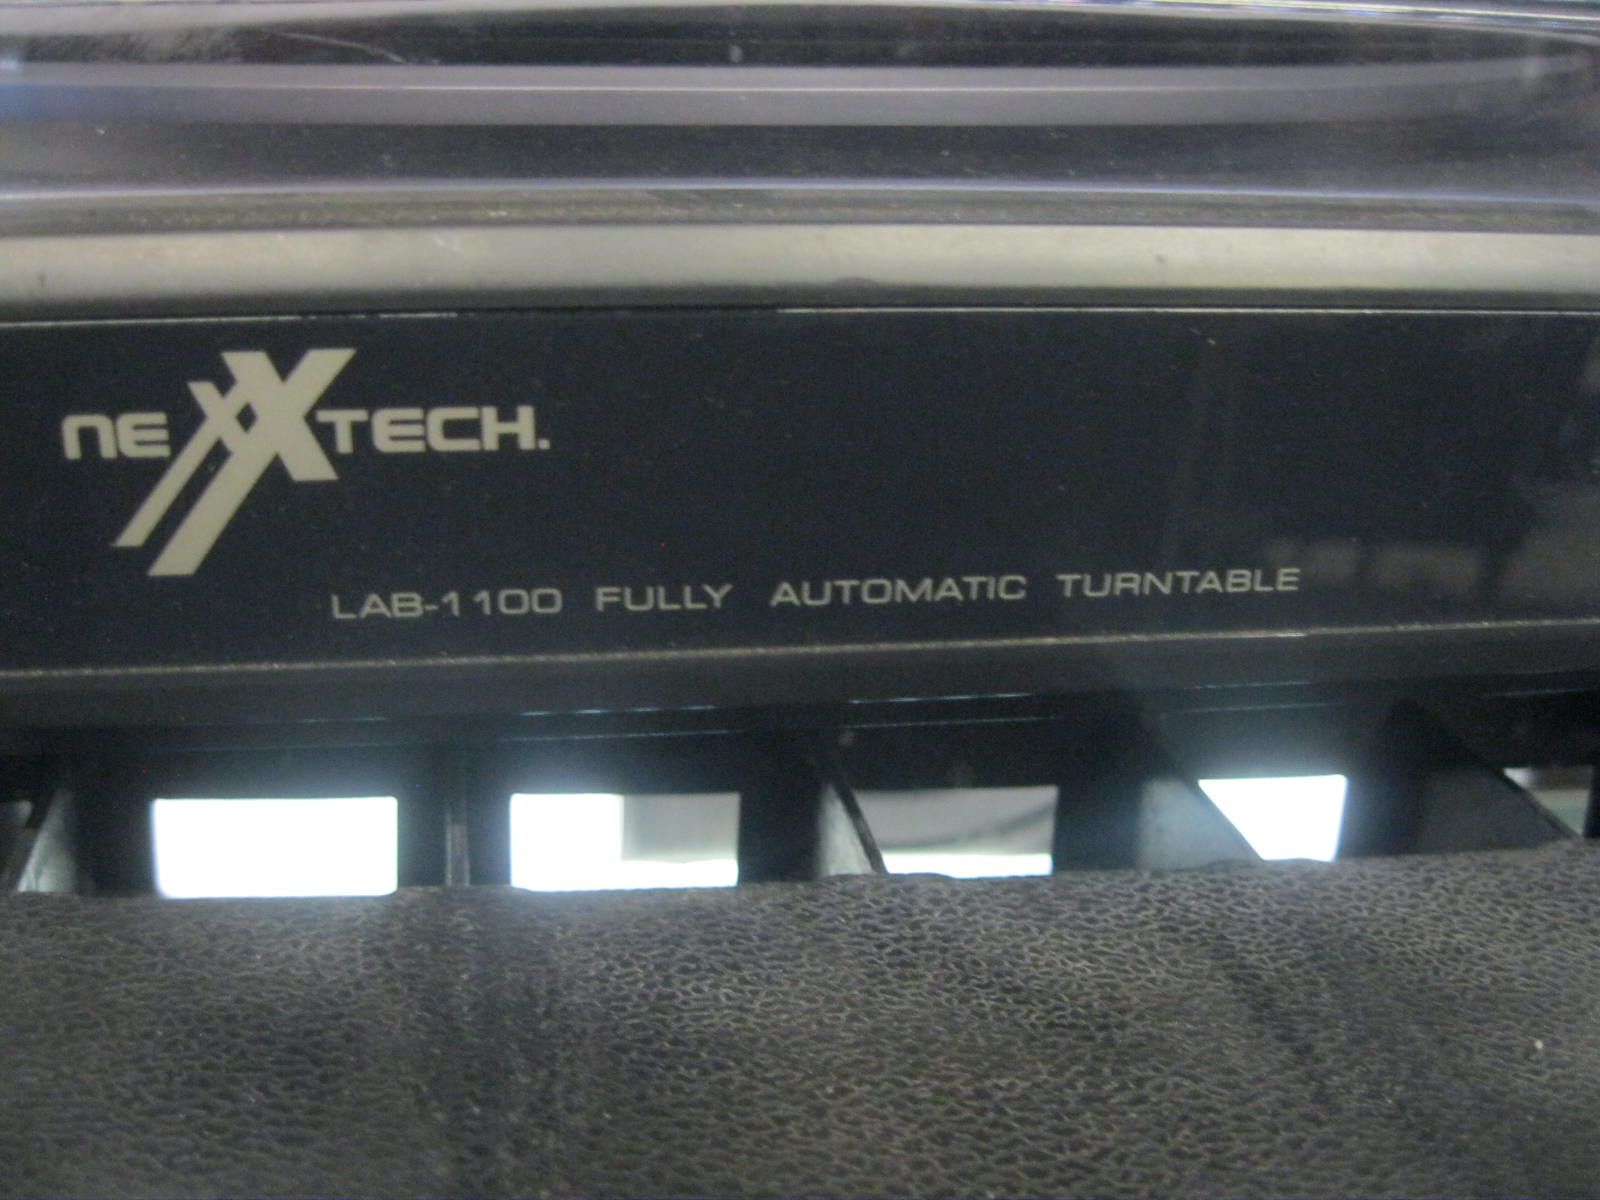 neXXTECH.
LAB-1100 FULLY AUTOMATIC TURNTABLE